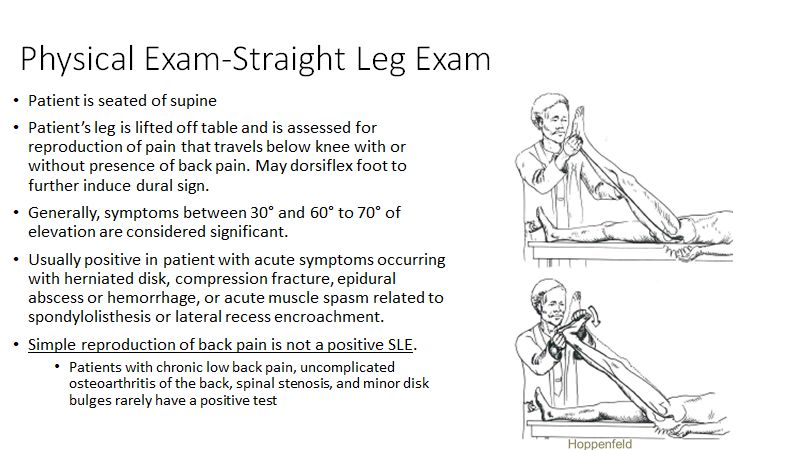 Physical Exam-Straight Leg Exam
• Patient is seated of supine
• Patient's leg is lifted off table and is assessed for
reproduction of pain that travels below knee with or
without presence of back pain. May dorsiflex foot to
further induce dural sign.
• Generally, symptoms between 30° and 60° to 70° of
elevation are considered significant.
• Usually positive in patient with acute symptoms occurring
with herniated disk, compression fracture, epidural
abscess or hemorrhage, or acute muscle spasm related to
spondylolisthesis or lateral recess encroachment.
• Simple reproduction of back pain is not a positive SLE.
• Patients with chronic low back pain, uncomplicated
osteoarthritis of the back, spinal stenosis, and minor disk
bulges rarely have a positive test
Hoppenfeld